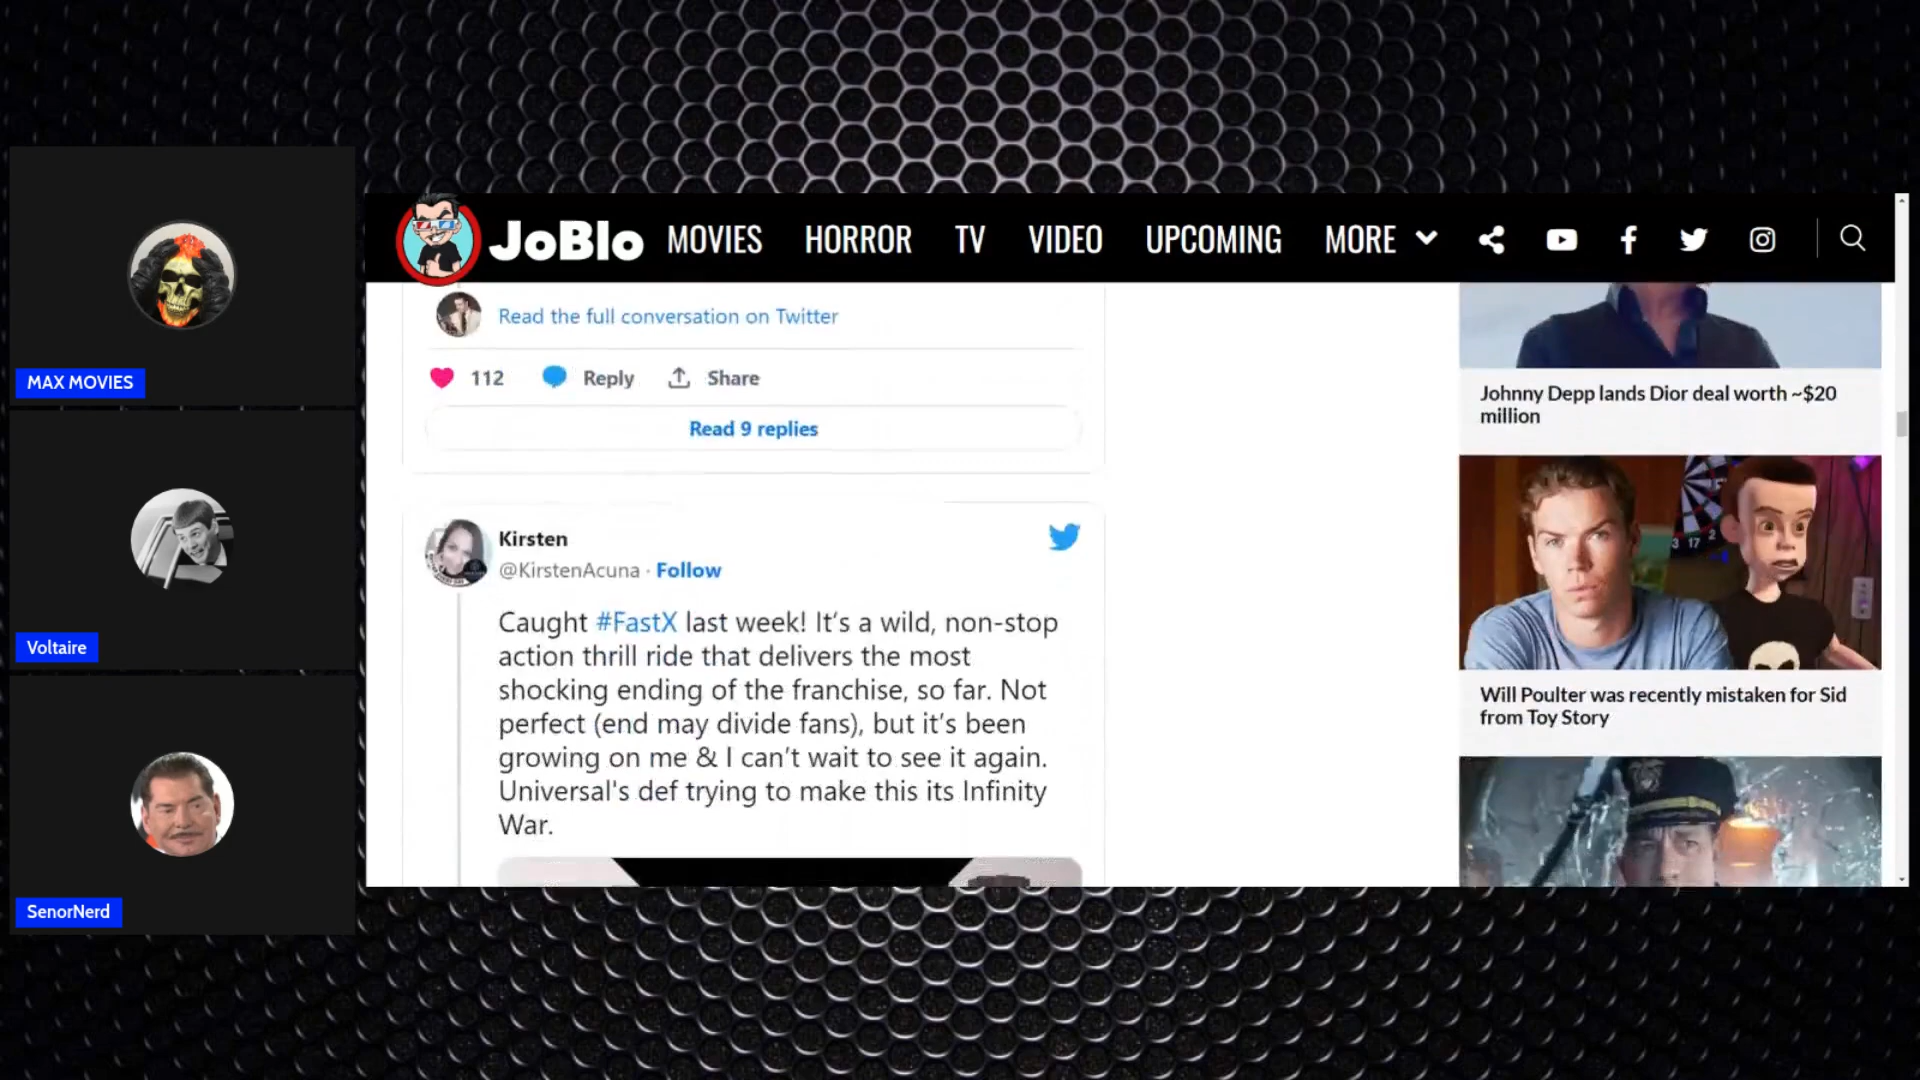 MAX MOVIES
Voltaire
SenorNerd
JoBlo MOVIES HORROR TV VIDEO UPCOMING MORE
Read the full conversation on Twitter
112 Reply Share
Read 9 replies
Kirsten
@KirstenAcuna · Follow
Caught #FastX last week! It's a wild, non-stop
action thrill ride that delivers the most
shocking ending of the franchise, so far. Not
perfect (end may divide fans), but it's been
growing on me & I can't wait to see it again.
Universal's def trying to make this its Infinity
War.
Johnny Depp lands Dior deal worth ~$20
million
3 17 2
Will Poulter was recently mistaken for Sid
from Toy Story